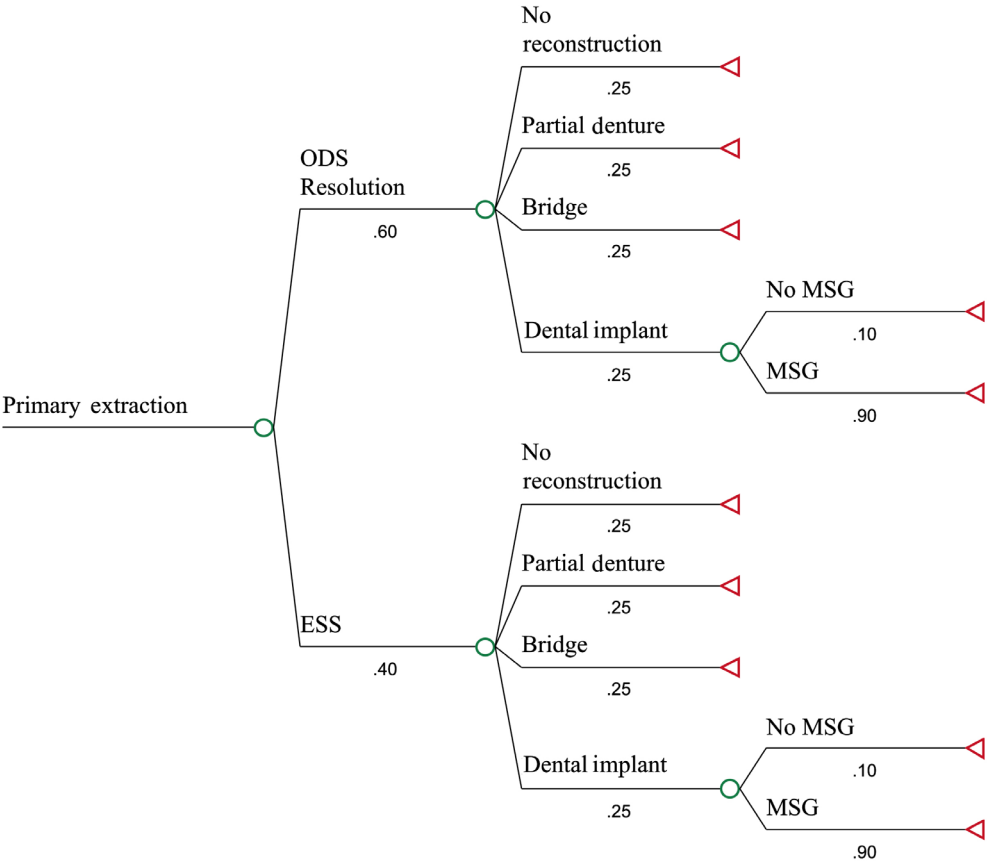 No
reconstruction
.25
Partial denture
.25
ODS
Resolution
.60
Bridge
.25
No MSG
.10
Dental implant
.25
MSG
.90
Primary extraction
No
reconstruction
.25
Partial denture
.25
ESS
.40
Bridge
.25
No MSG
.10
Dental implant
.25
MSG
.90